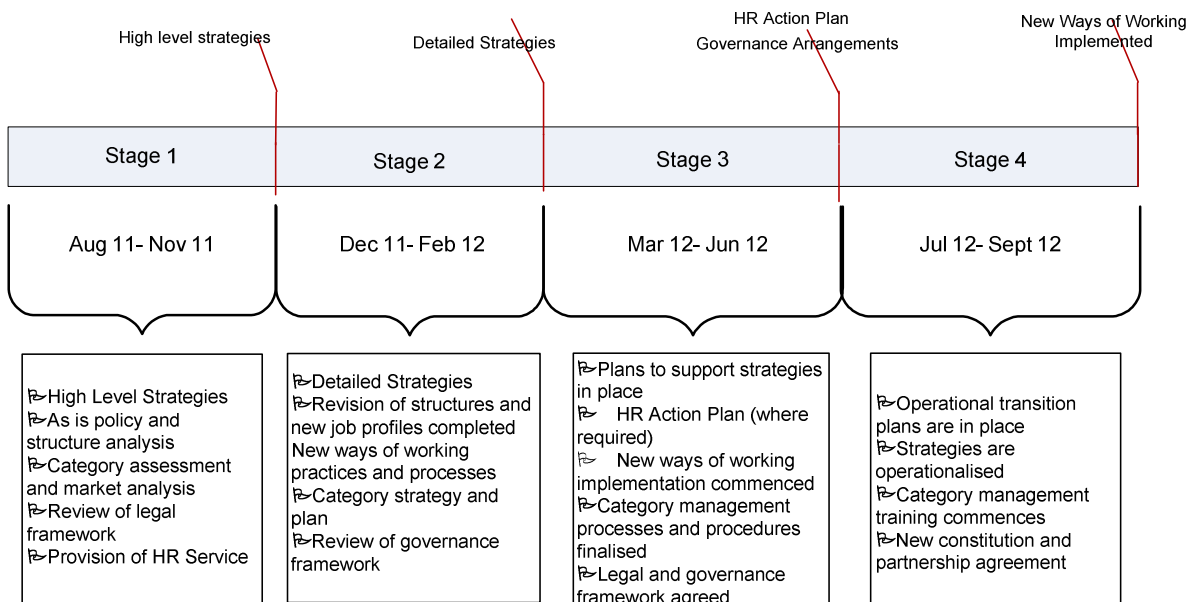 High level strategies
Detailed Strategies
HR Action Plan
Governance Arrangements
New Ways of Working
Implemented
Stage 1
Stage 2
Stage 3
Stage 4
Aug 11- Nov 11
Dec 11- Feb 12
Mar 12- Jun 12
Jul 12- Sept 12
High Level Strategies
As is policy and
structure analysis
Category assessment
and market analysis
Review of legal
framework
Provision of HR Service
Detailed Strategies
Revision of structures and
new job profiles completed
New ways of working
practices and processes
Category strategy and
plan
Review of governance
framework
Plans to support strategies
in place
HR Action Plan (where
required)
New ways of working
implementation commenced
Category management
processes and procedures
finalised
Legal and governance
framework agreed
Operational transition
plans are in place
Strategies are
operationalised
Category management
training commences
New constitution and
partnership agreement